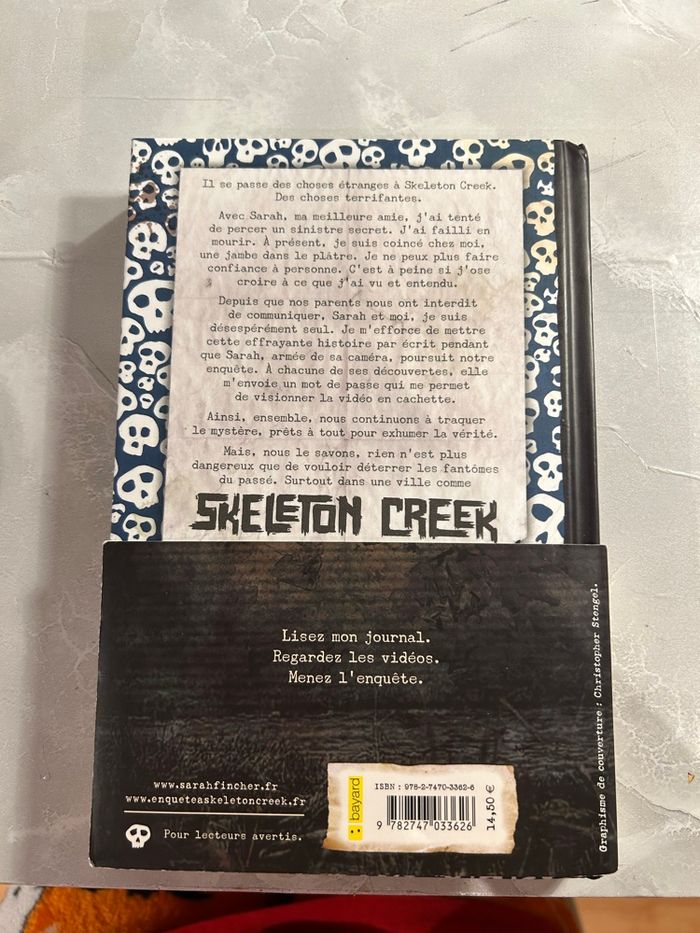 Il se passe des choses étranges à Skeleton Creek.
Des choses terrifantes.
Avec Sarah, ma meilleure amie, j'ai tenté
de percer un sinistre secret. J'ai failli en
mourir. À présent, je suis coincé chez moi,
une jambe dans le plâtre. Je ne peux plus faire
confiance à personne. C'est à peine si j'ose
croire à ce que j'ai vu et entendu.
Depuis que nos parents nous ont interdit
de communiquer, Sarah et moi, je suis
désespérément seul. Je m'efforce de mettre
cette effrayante histoire par écrit pendant
que Sarah, armée de sa caméra, poursuit notre
enquête. À chacune de ses découvertes, elle
m'envoie un mot de passe qui me permet
de visionner la vidéo en cachette.
Ainsi, ensemble, nous continuons à traquer
le mystère, prêts à tout pour exhumer la vérité.
Mais, nous le savons, rien n'est plus
dangereux que de vouloir déterrer les fantômes
du passé. Surtout dans une ville comme
SKELETON CREEK
Lisez mon journal.
Regardez les vidéos.
Menez l'enquête.
www.sarahfincher.fr
www.enqueteaskeletoncreek.fr
Pour lecteurs avertis.
bayard
ISBN : 978-2-7470-3362-6
9 782747 033626
14,50 €
Graphisme de couverture : Christopher Stengel.